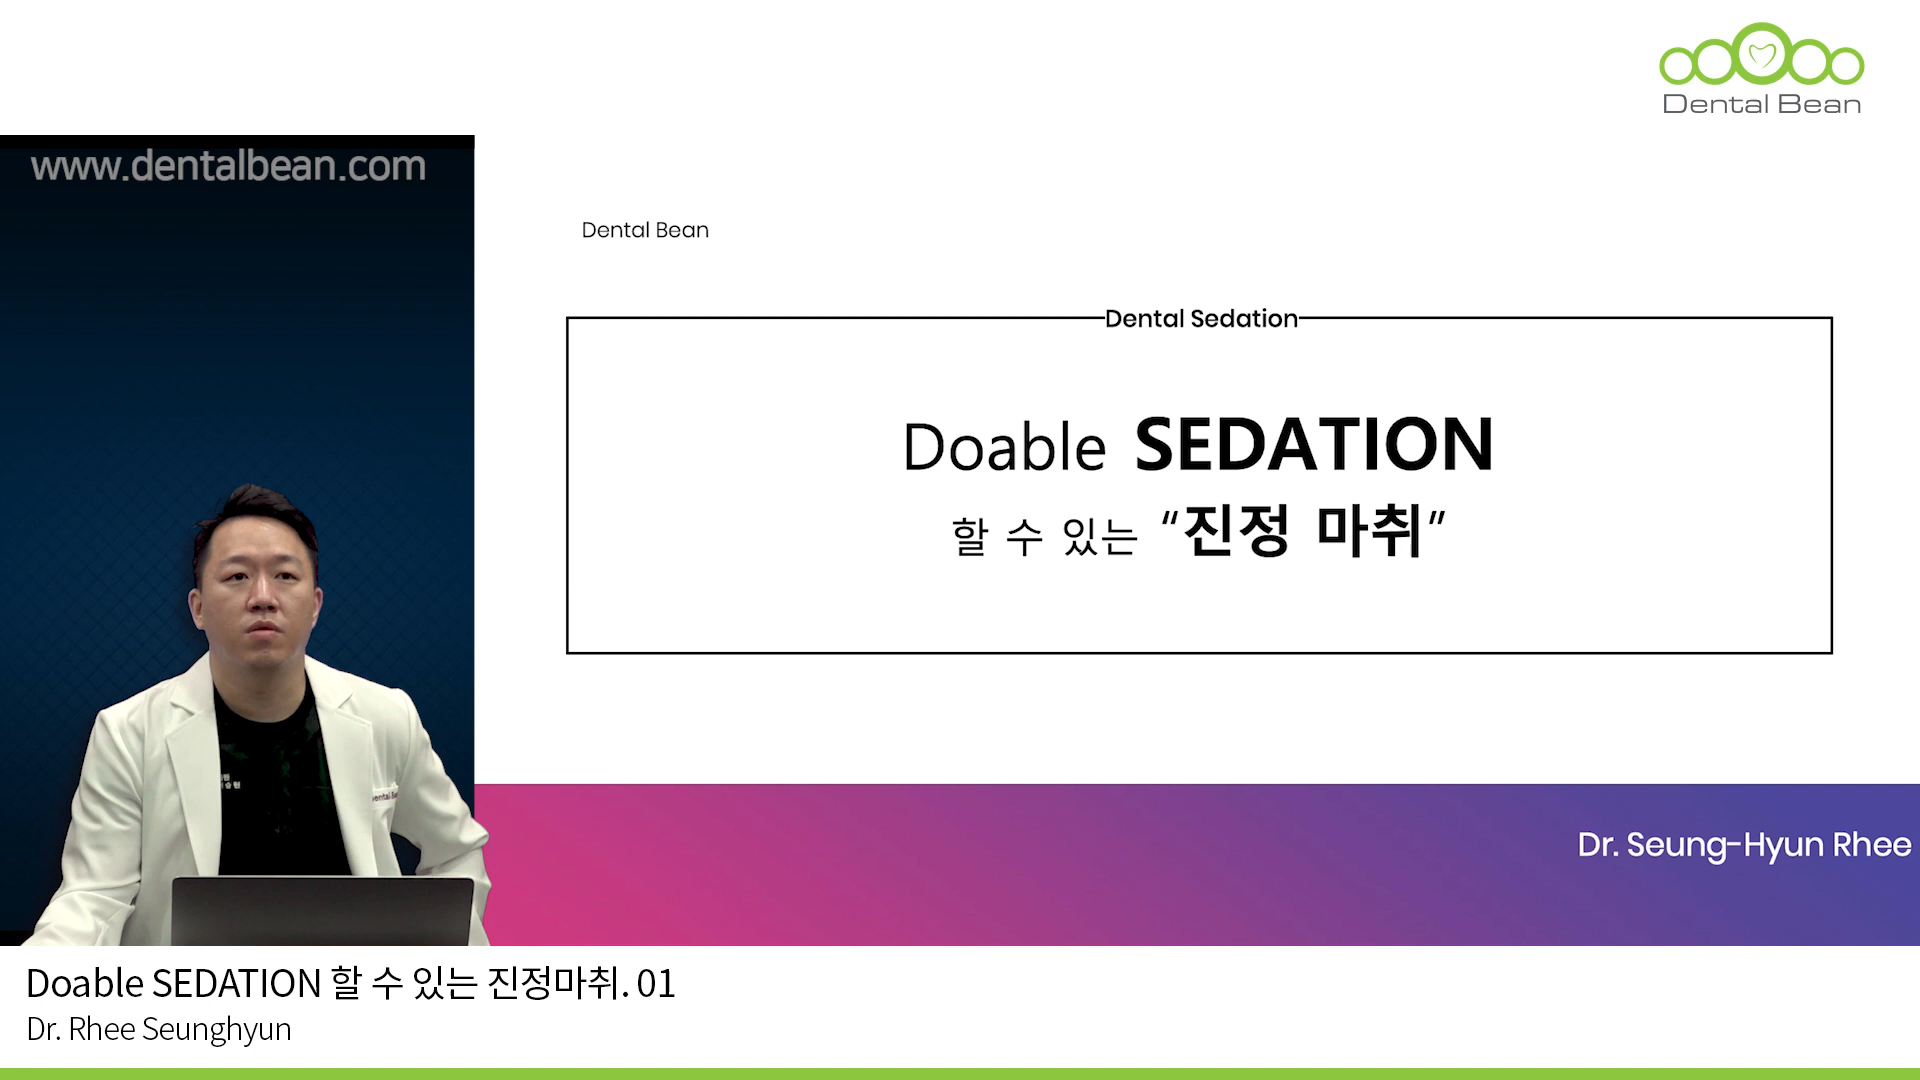 Dental Bean
www.dentalbean.com
Dental Bean
Dental Sedation
Doable SEDATION
할 수 있는 “진정 마취”
Dr. Seung-Hyun Rhee
Doable SEDATION 할 수 있는 진정마취. 01
Dr. Rhee Seunghyun